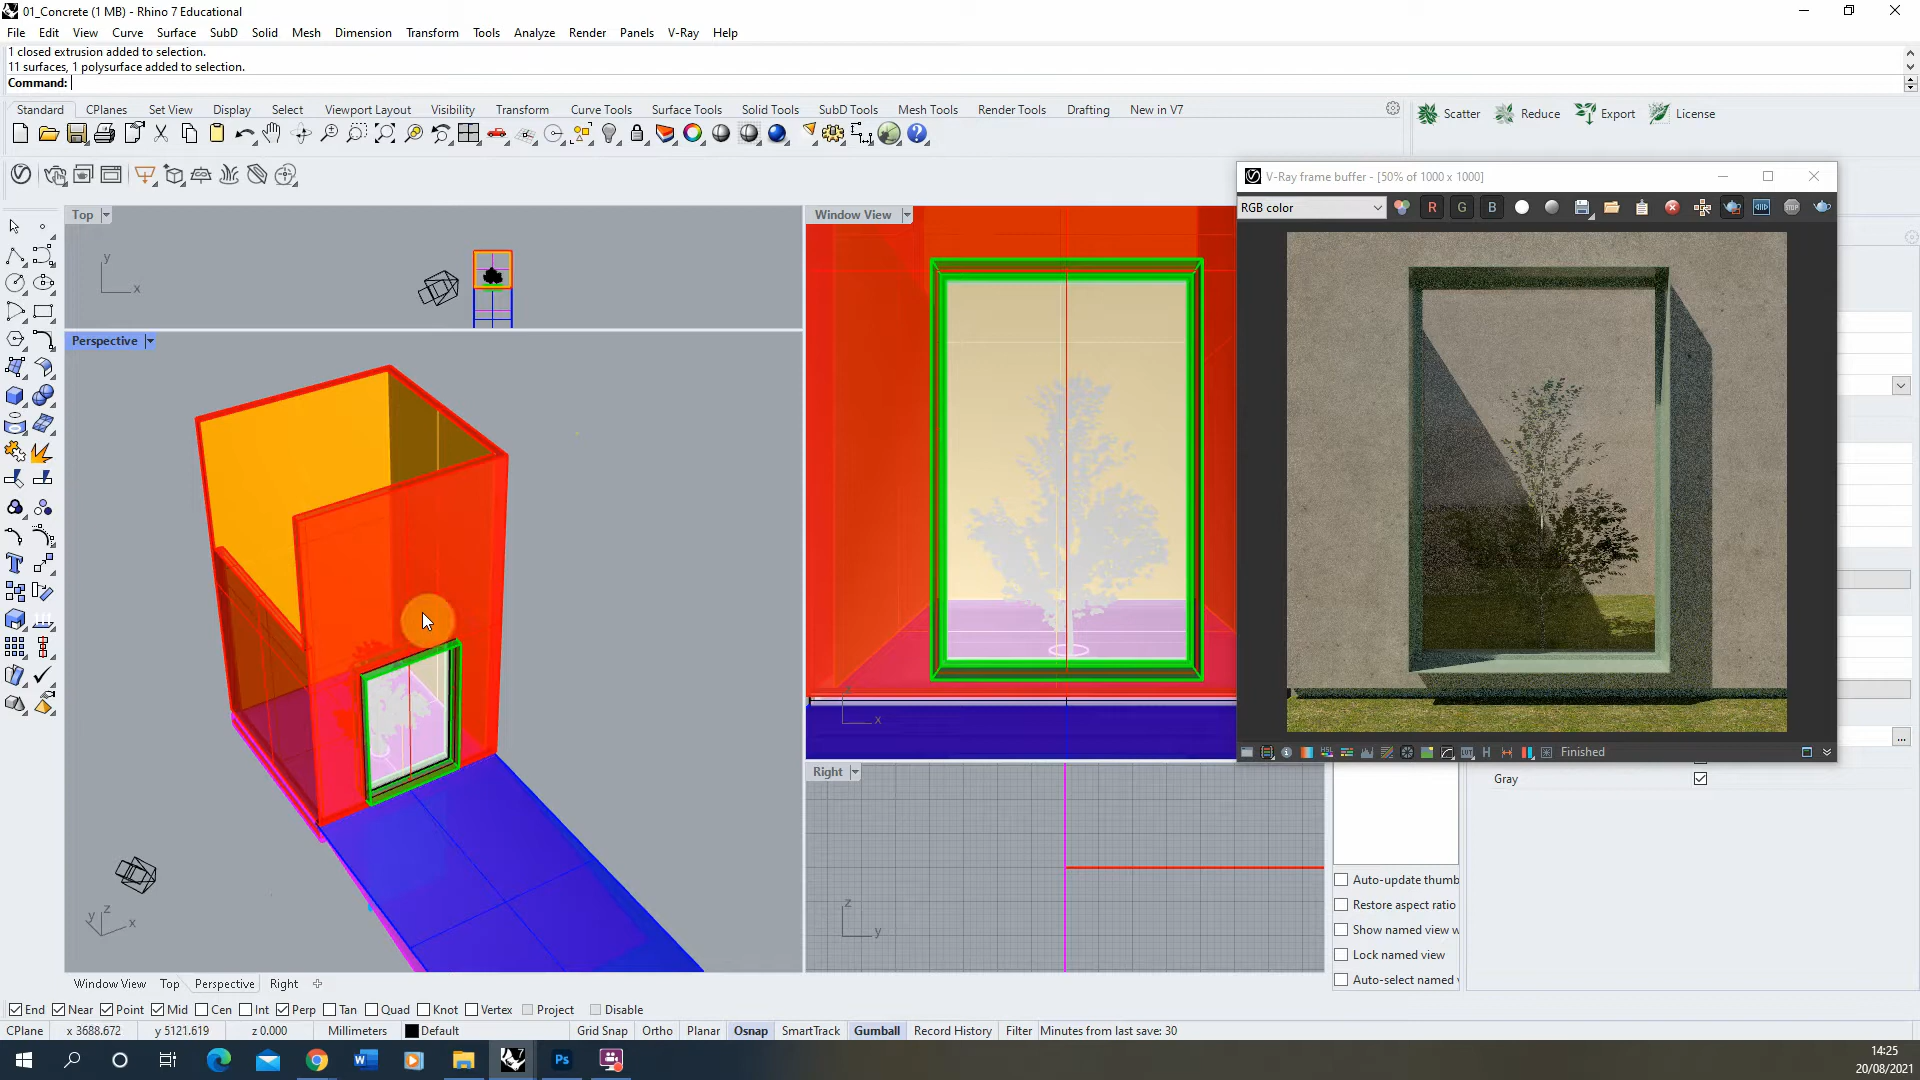 01_Concrete (1 MB) - Rhino 7 Educational
File Edit View Curve Surface SubD Solid Mesh Dimension Transform Tools Analyze Render Panels V-Ray Help
1 closed extrusion added to selection.
11 surfaces, 1 polysurface added to selection.
Command:
Standard CPlanes Set View Display Select Viewport Layout Visibility Transform Curve Tools Surface Tools Solid Tools SubD Tools Mesh Tools Render Tools Drafting New in V7
Scatter Reduce Export License
V-Ray frame buffer - [50% of 1000 x 1000]
RGB color
R G B
Top
y
x
Perspective
y z x
Window View
x
Right
z
y
Finished
Gray
Auto-update thumb
Restore aspect ratio
Show named view w
Lock named view
Auto-select named v
Window View Top Perspective Right
End Near Point Mid Cen Int Perp Tan Quad Knot Vertex Project Disable
CPlane x 3688.672 y 5121.619 z 0.000 Millimeters Default Grid Snap Ortho Planar Osnap SmartTrack Gumball Record History Filter Minutes from last save: 30
14:25
20/08/2021